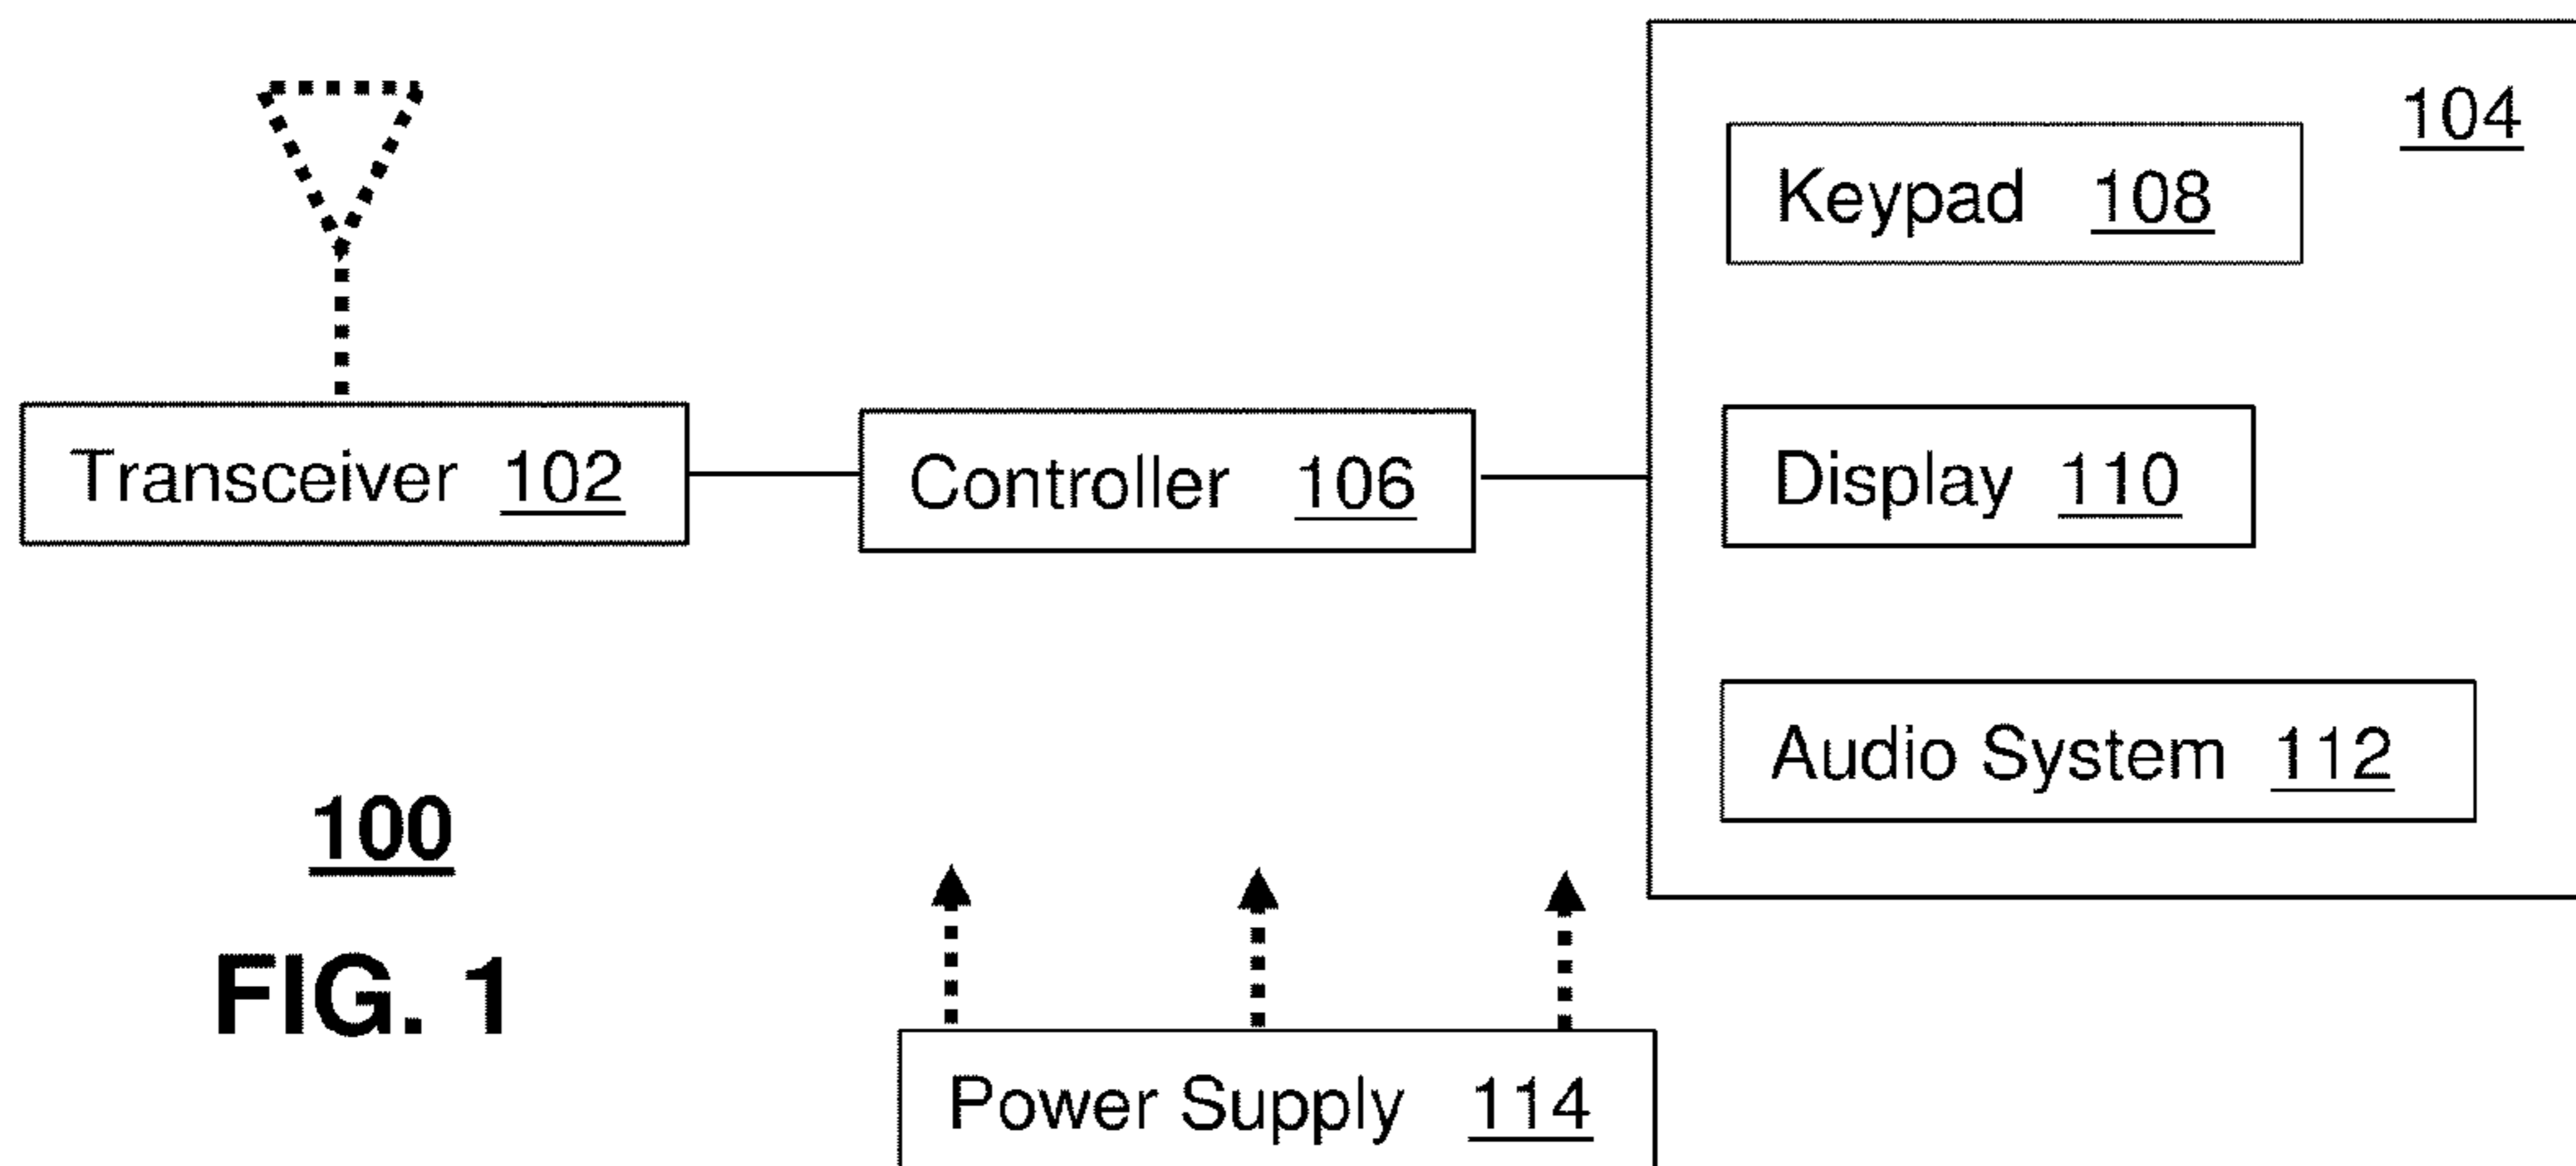 104
Keypad 108
Transceiver 102
Controller 106
Display 110
Audio System 112
100
FIG. 1
Power Supply 114